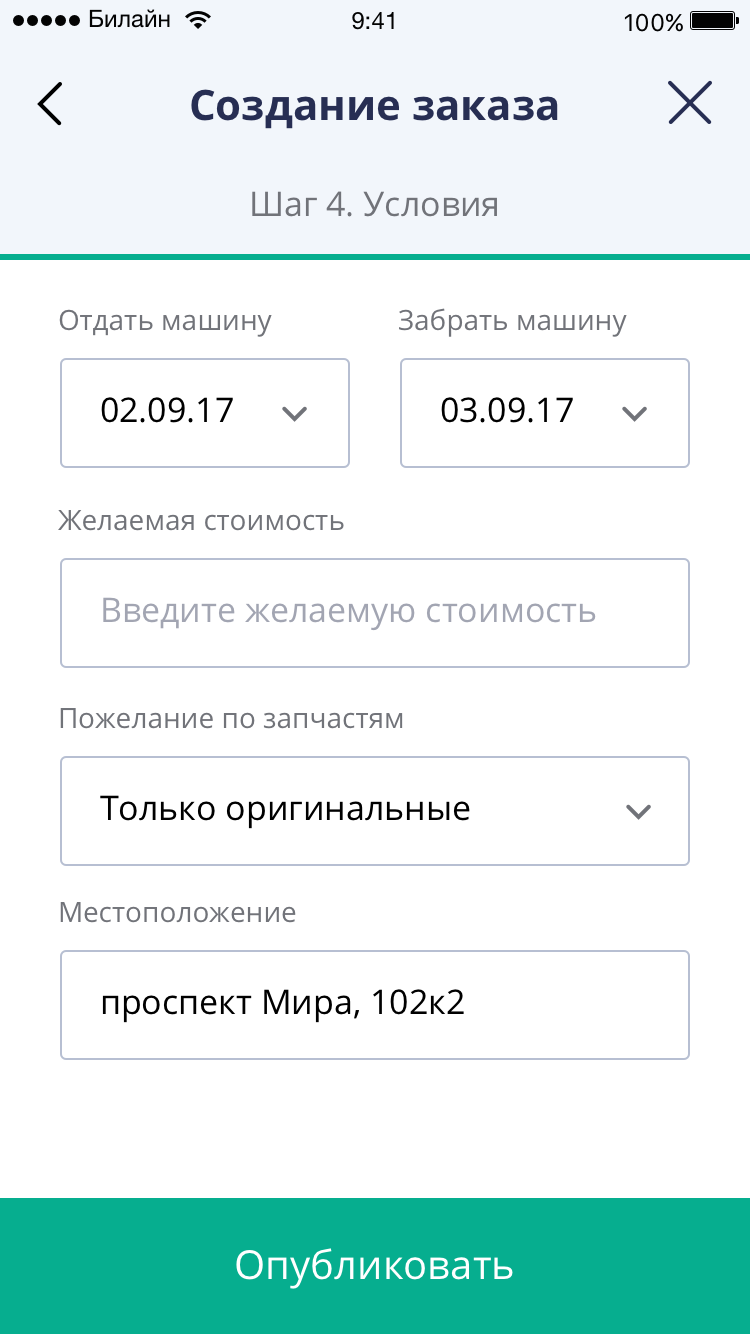 Билайн 9:41 100%
Создание заказа
Шаг 4. Условия
Отдать машину Забрать машину
02.09.17 03.09.17
Желаемая стоимость
Введите желаемую стоимость
Пожелание по запчастям
Только оригинальные
Местоположение
проспект Мира, 102к2
Опубликовать